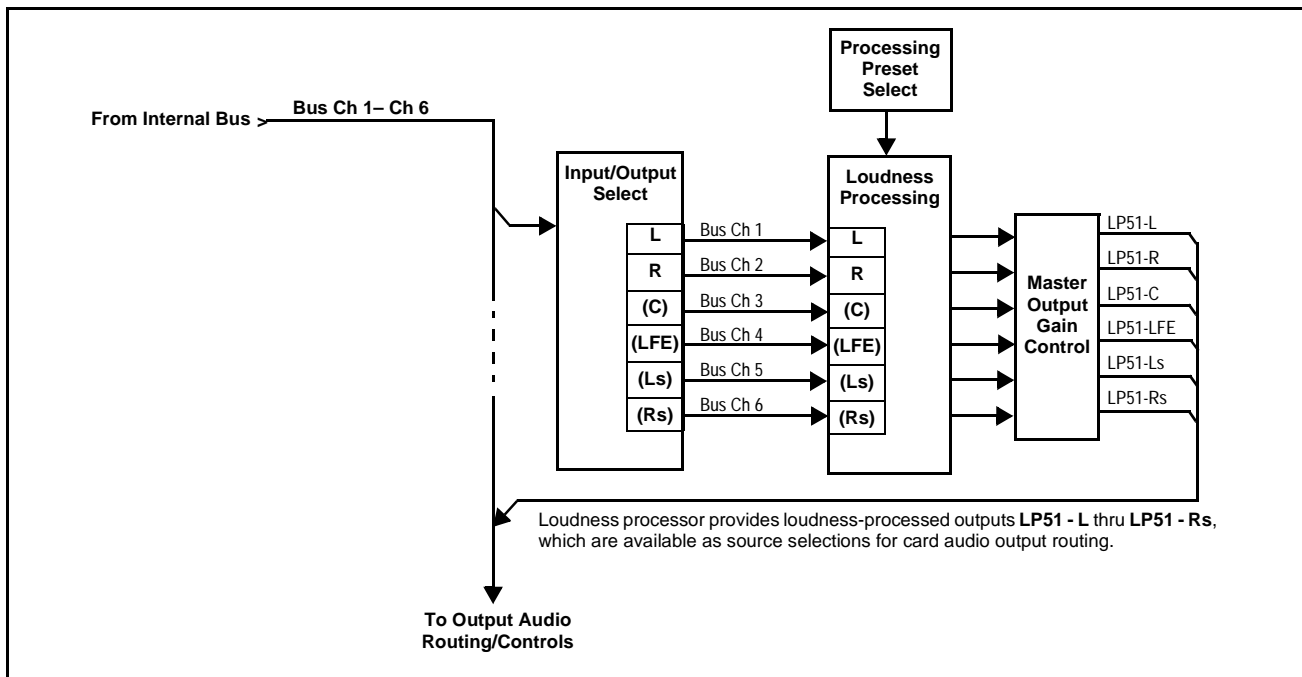 Processing
Preset
Select
From Internal Bus >
Bus Ch 1– Ch 6
Input/Output
Select
L
R
(C)
(LFE)
(Ls)
(Rs)
Bus Ch 1
Bus Ch 2
Bus Ch 3
Bus Ch 4
Bus Ch 5
Bus Ch 6
Loudness
Processing
L
R
(C)
(LFE)
(Ls)
(Rs)
Master
Output
Gain
Control
LP51-L
LP51-R
LP51-C
LP51-LFE
LP51-Ls
LP51-Rs
Loudness processor provides loudness-processed outputs LP51 - L thru LP51 - Rs,
which are available as source selections for card audio output routing.
To Output Audio
Routing/Controls